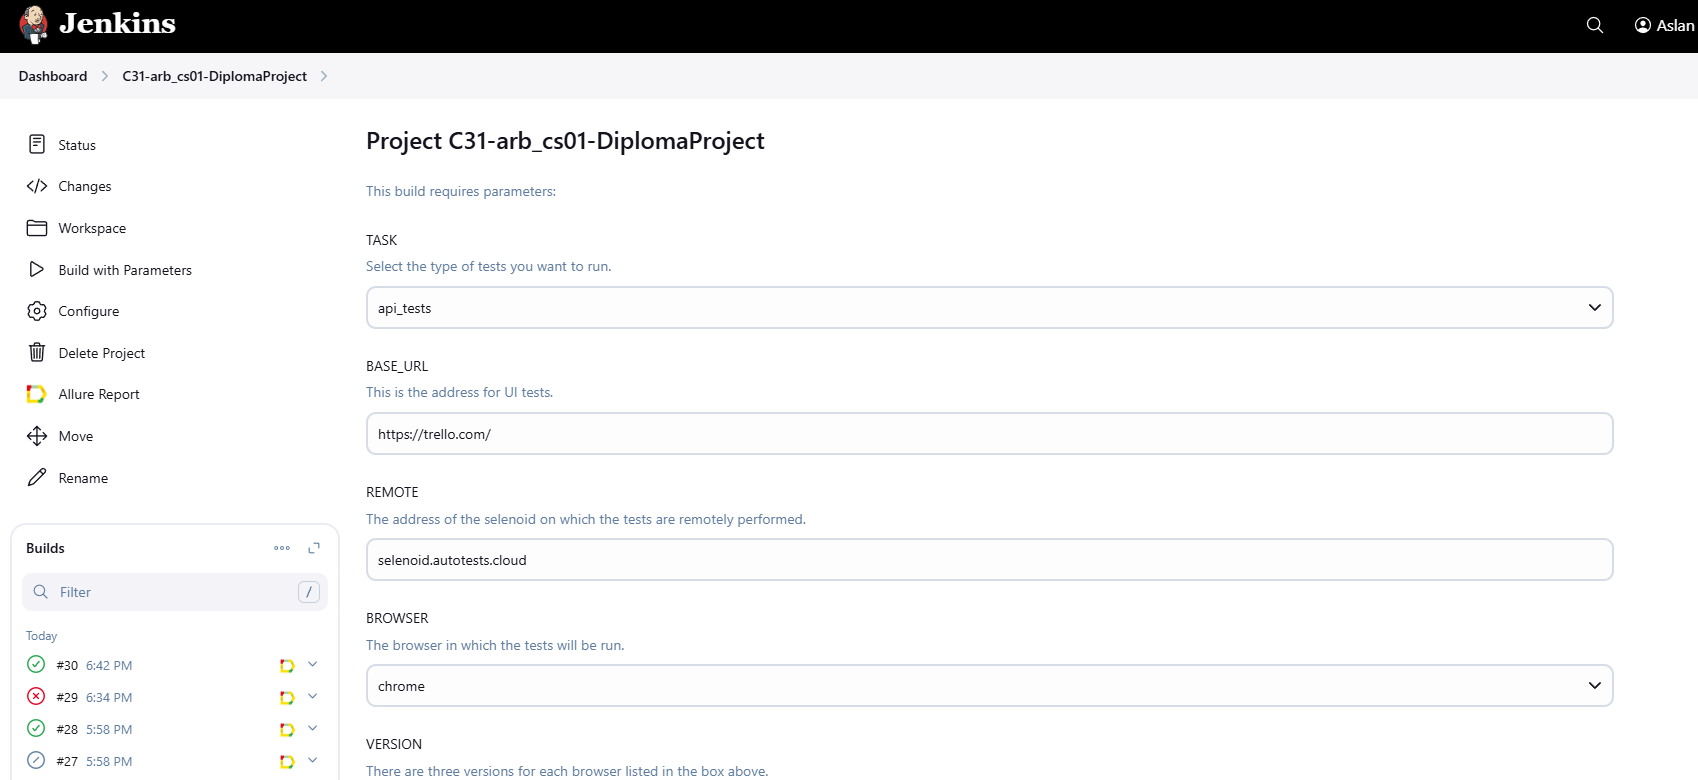 Jenkins
Aslan
Dashboard
C31-arb_cs01-DiplomaProject
Status
Changes
Workspace
Build with Parameters
Configure
Delete Project
Allure Report
Move
Rename
Builds
Filter
/
Today
#30 6:42 PM
#29 6:34 PM
#28 5:58 PM
#27 5:58 PM
Project C31-arb_cs01-DiplomaProject
This build requires parameters:
TASK
Select the type of tests you want to run.
api_tests
BASE_URL
This is the address for UI tests.
https://trello.com/
REMOTE
The address of the selenoid on which the tests are remotely performed.
selenoid.autotests.cloud
BROWSER
The browser in which the tests will be run.
chrome
VERSION
There are three versions for each browser listed in the box above.